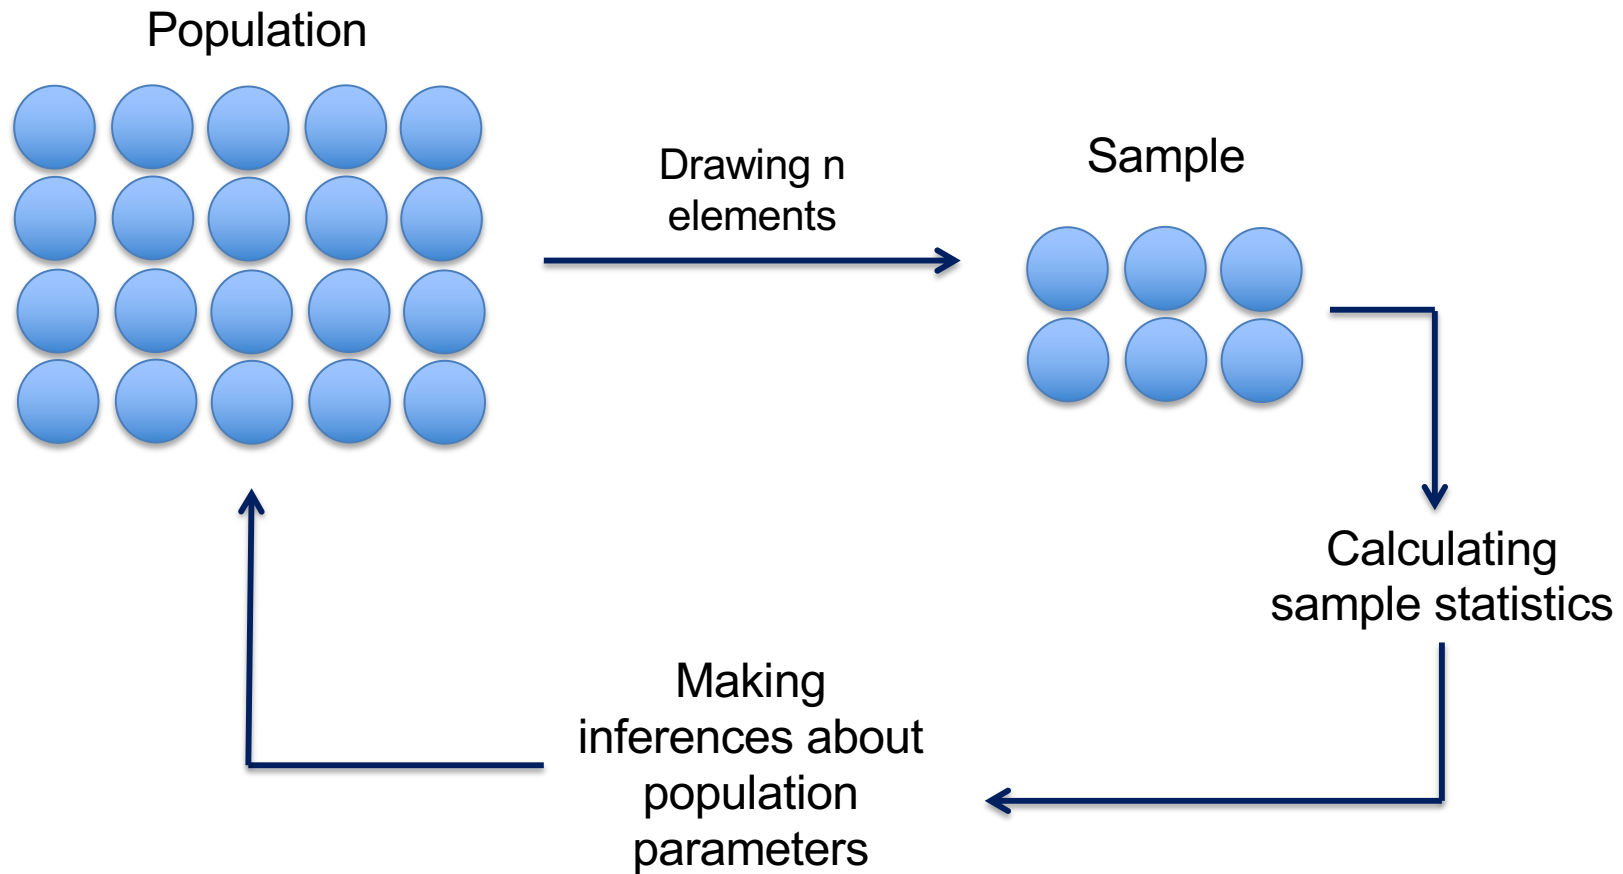 Population
Drawing n
elements
Sample
Calculating
sample statistics
Making
inferences about
population
parameters